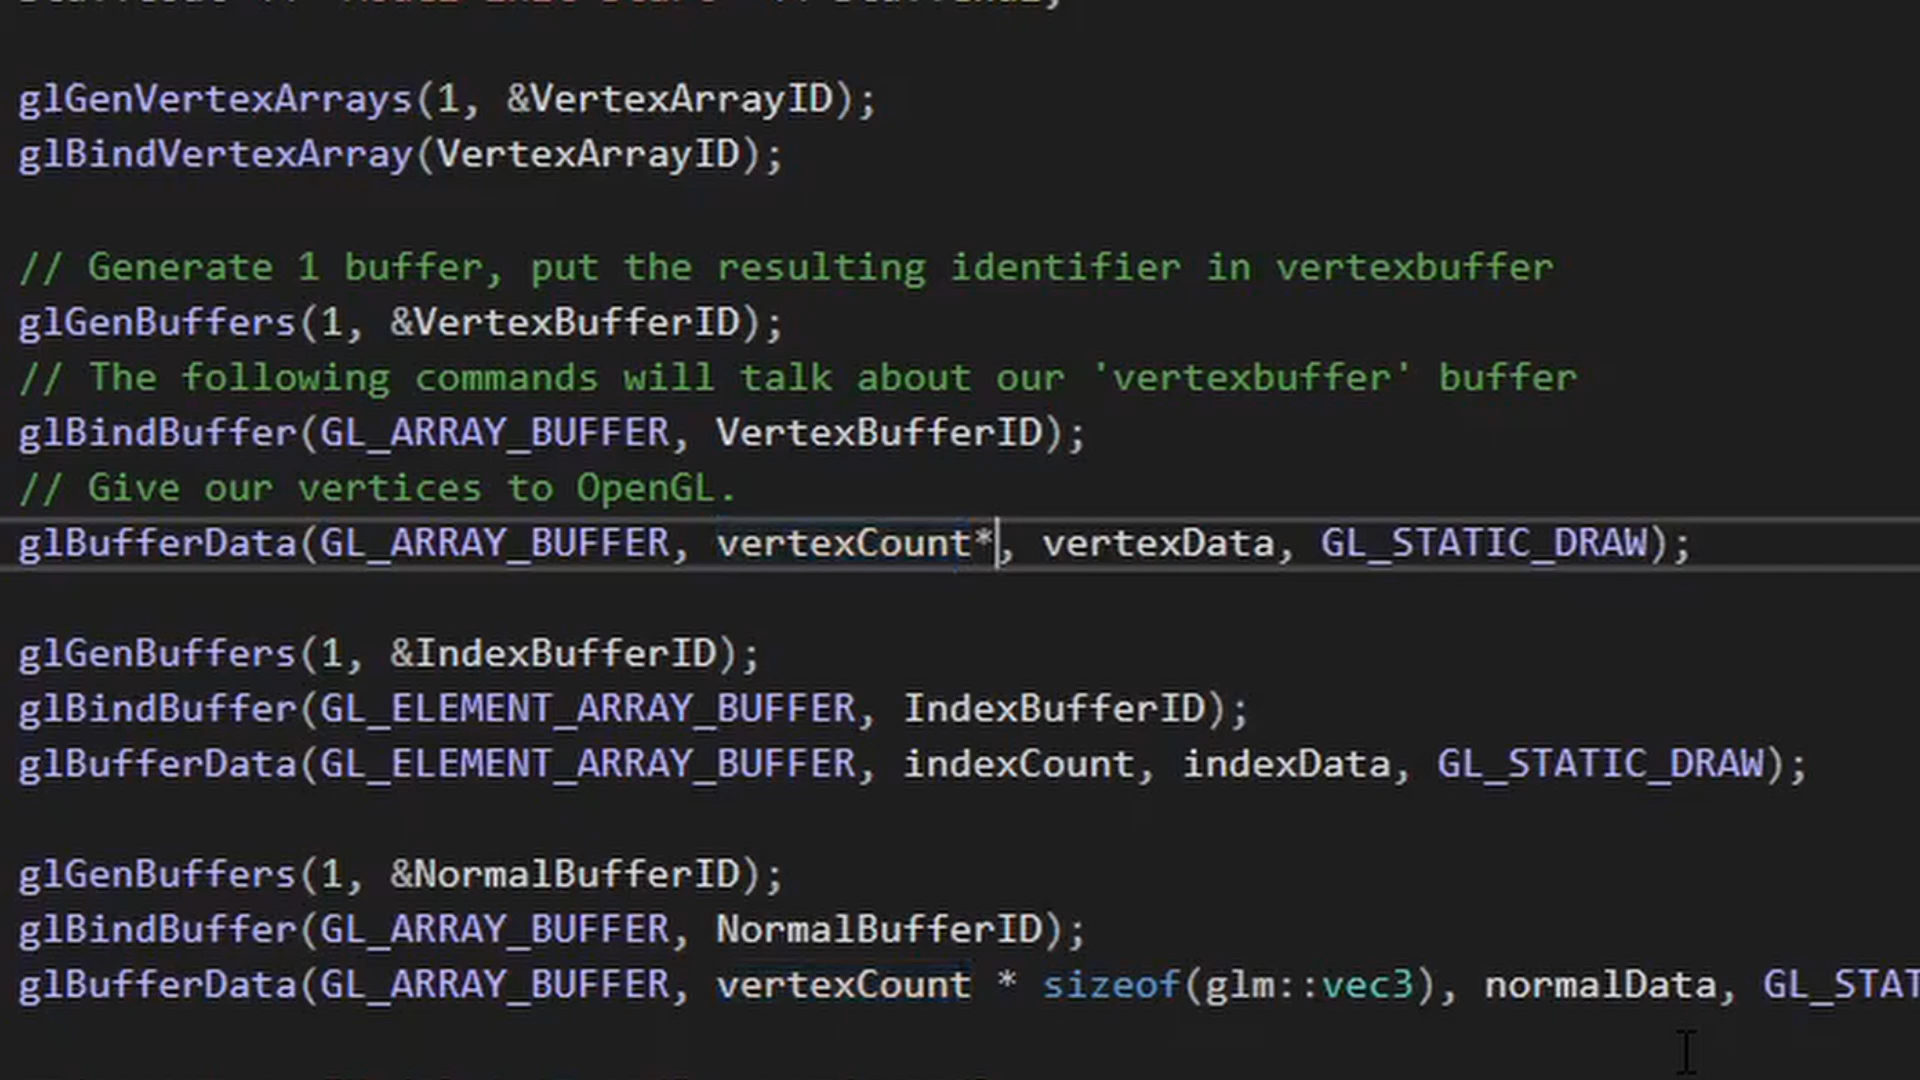 glGenVertexArrays(1, &VertexArrayID);
glBindVertexArray(VertexArrayID);
// Generate 1 buffer, put the resulting identifier in vertexbuffer
glGenBuffers(1, &VertexBufferID);
// The following commands will talk about our 'vertexbuffer' buffer
glBindBuffer(GL_ARRAY_BUFFER, VertexBufferID);
// Give our vertices to OpenGL.
glBufferData(GL_ARRAY_BUFFER, vertexCount*, vertexData, GL_STATIC_DRAW);
glGenBuffers(1, &IndexBufferID);
glBindBuffer(GL_ELEMENT_ARRAY_BUFFER, IndexBufferID);
glBufferData(GL_ELEMENT_ARRAY_BUFFER, indexCount, indexData, GL_STATIC_DRAW);
glGenBuffers(1, &NormalBufferID);
glBindBuffer(GL_ARRAY_BUFFER, NormalBufferID);
glBufferData(GL_ARRAY_BUFFER, vertexCount * sizeof(glm::vec3), normalData, GL_STAT